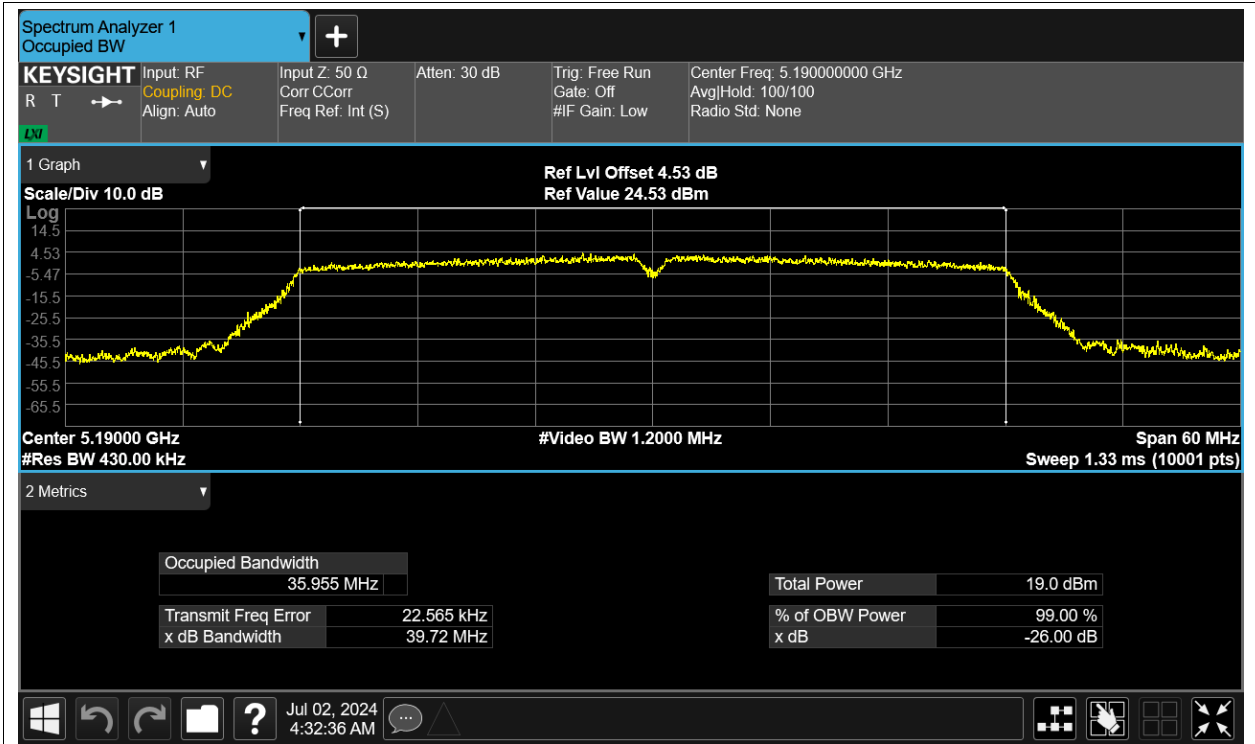 Spectrum Analyzer 1
Occupied BW
KEYSIGHT
R T
LXI
Input: RF
Coupling: DC
Align: Auto
Input Z: 50 Ω
Corr CCorr
Freq Ref: Int (S)
Atten: 30 dB
Trig: Free Run
Gate: Off
#IF Gain: Low
Center Freq: 5.190000000 GHz
Avg|Hold: 100/100
Radio Std: None
1 Graph
Scale/Div 10.0 dB
Ref Lvl Offset 4.53 dB
Ref Value 24.53 dBm
Log
14.5
4.53
-5.47
-15.5
-25.5
-35.5
-45.5
-55.5
-65.5
Center 5.19000 GHz
#Video BW 1.2000 MHz
Span 60 MHz
#Res BW 430.00 kHz
Sweep 1.33 ms (10001 pts)
2 Metrics
Occupied Bandwidth
35.955 MHz
Transmit Freq Error 22.565 kHz
x dB Bandwidth 39.72 MHz
Total Power 19.0 dBm
% of OBW Power 99.00 %
x dB -26.00 dB
?
Jul 02, 2024
4:32:36 AM